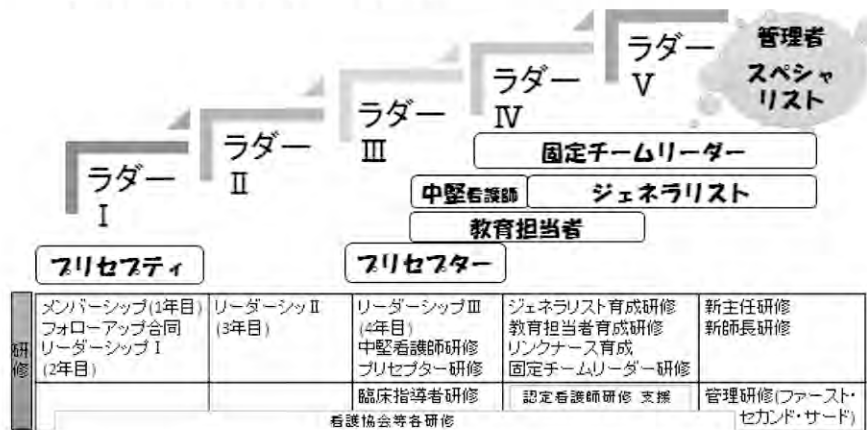 ラダー
I
ラダー
II
ラダー
III
ラダー
IV
ラダー
V
管理者
スペシャ
リスト
固定チームリーダー
中堅看護師
ジェネラリスト
教育担当者
プリセプティ
プリセプター
研修
メンバーシップ(1年目)
フォローアップ合同
リーダーシップⅠ
(2年目)
リーダーシッⅡ
(3年目)
リーダーシップⅢ
(4年目)
中堅看護師研修
プリセプター研修
ジェネラリスト育成研修
教育担当者育成研修
リンクナース育成
固定チームリーダー研修
新主任研修
新師長研修
臨床指導者研修
認定看護師研修 支援
管理研修(ファースト・
セカンド・サード)
看護協会等各研修